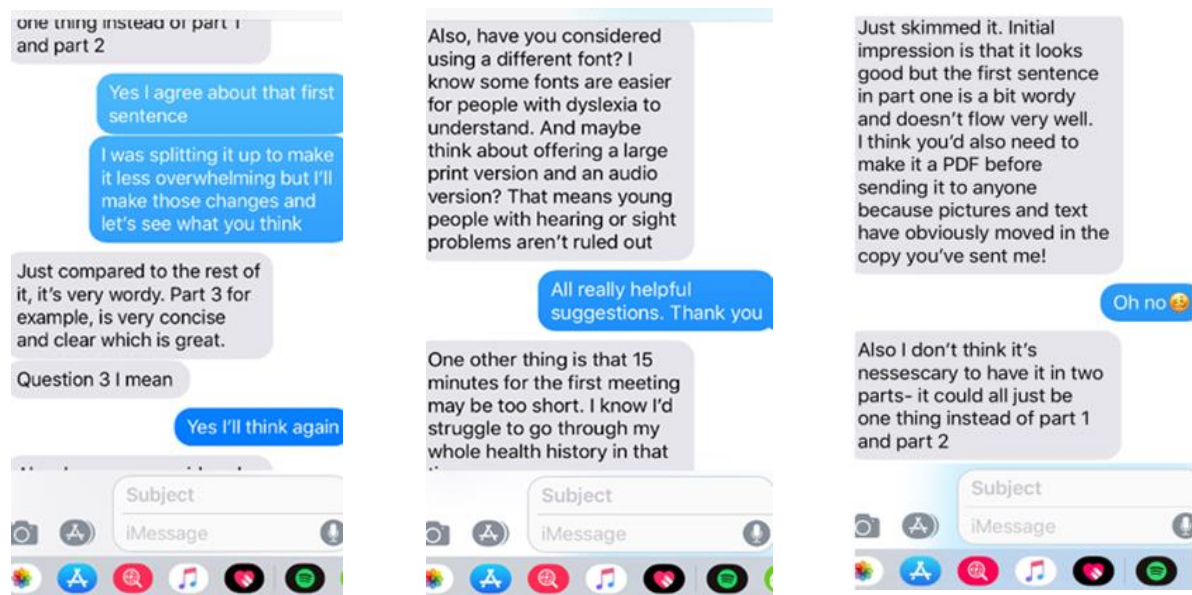 one thing instead of part 1
and part 2
Yes I agree about that first
sentence
I was splitting it up to make
it less overwhelming but I'll
make those changes and
let's see what you think
Just compared to the rest of
it, it's very wordy. Part 3 for
example, is very concise
and clear which is great.
Question 3 I mean
Yes I'll think again
Subject
iMessage
Also, have you considered
using a different font? I
know some fonts are easier
for people with dyslexia to
understand. And maybe
think about offering a large
print version and an audio
version? That means young
people with hearing or sight
problems aren't ruled out
All really helpful
suggestions. Thank you
One other thing is that 15
minutes for the first meeting
may be too short. I know I'd
struggle to go through my
whole health history in that
Subject
iMessage
Just skimmed it. Initial
impression is that it looks
good but the first sentence
in part one is a bit wordy
and doesn't flow very well.
I think you'd also need to
make it a PDF before
sending it to anyone
because pictures and text
have obviously moved in the
copy you've sent me!
Oh no🥴
Also I don't think it's
nessescary to have it in two
parts- it could all just be
one thing instead of part 1
and part 2
Subject
iMessage